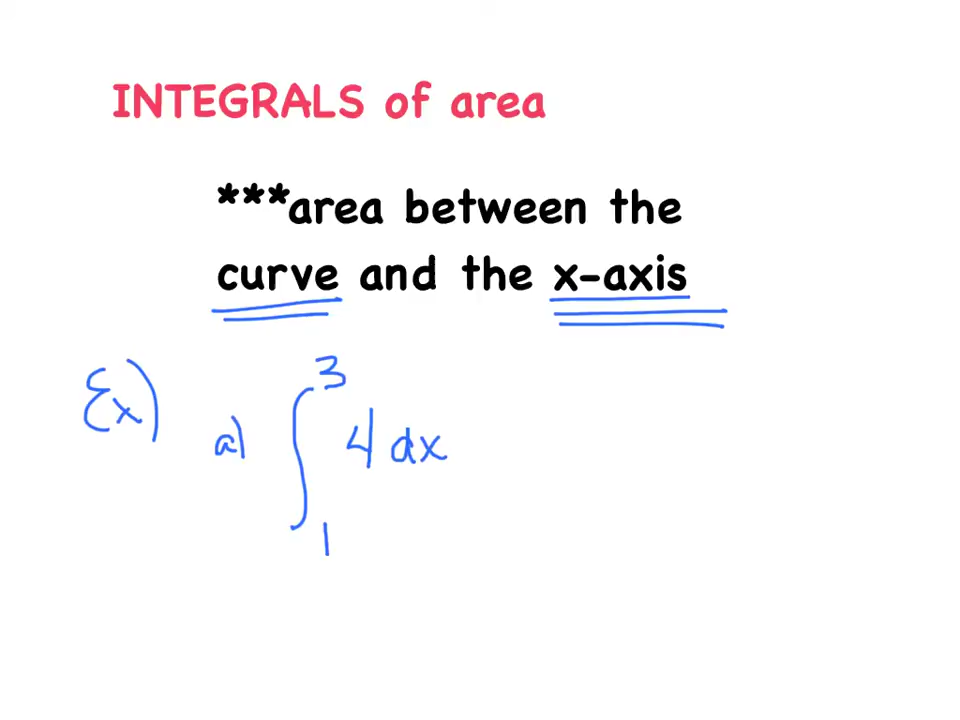 INTEGRALS of area
***area between the
curve and the x-axis
Ex) a) ∫₁³ 4 dx